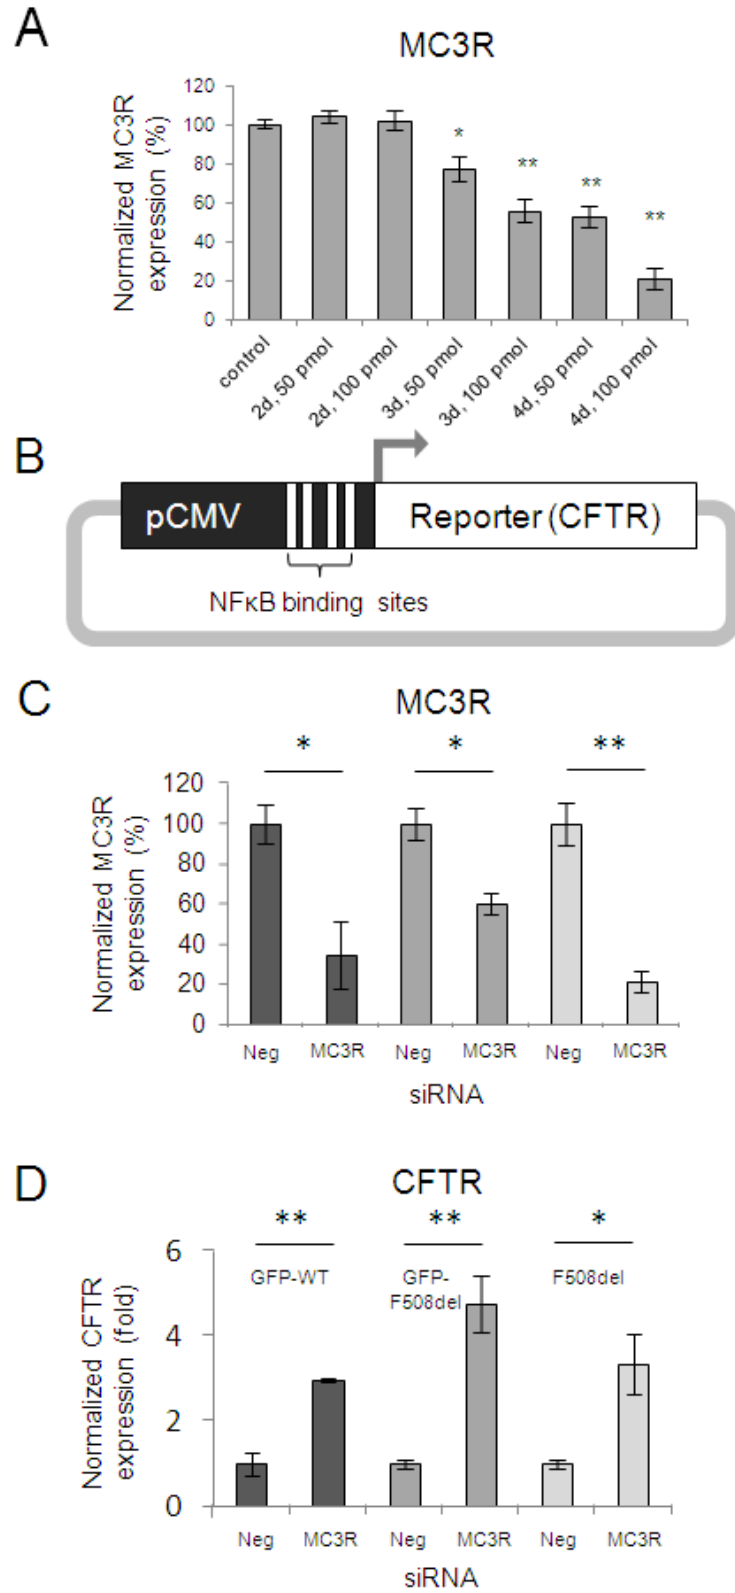 A
MC3R
Normalized MC3R
expression (%)
120
100
80
60
40
20
0
*
**
**
**
control
2d, 50 pmol
2d, 100 pmol
3d, 50 pmol
3d, 100 pmol
4d, 50 pmol
4d, 100 pmol
B
pCMV
Reporter (CFTR)
NFκB binding sites
C
MC3R
* * **
Normalized MC3R
expression (%)
120
100
80
60
40
20
0
Neg MC3R Neg MC3R Neg MC3R
siRNA
D
CFTR
** ** *
Normalized CFTR
expression (fold)
6
4
2
0
GFP-WT
GFP-
F508del
F508del
Neg MC3R Neg MC3R Neg MC3R
siRNA